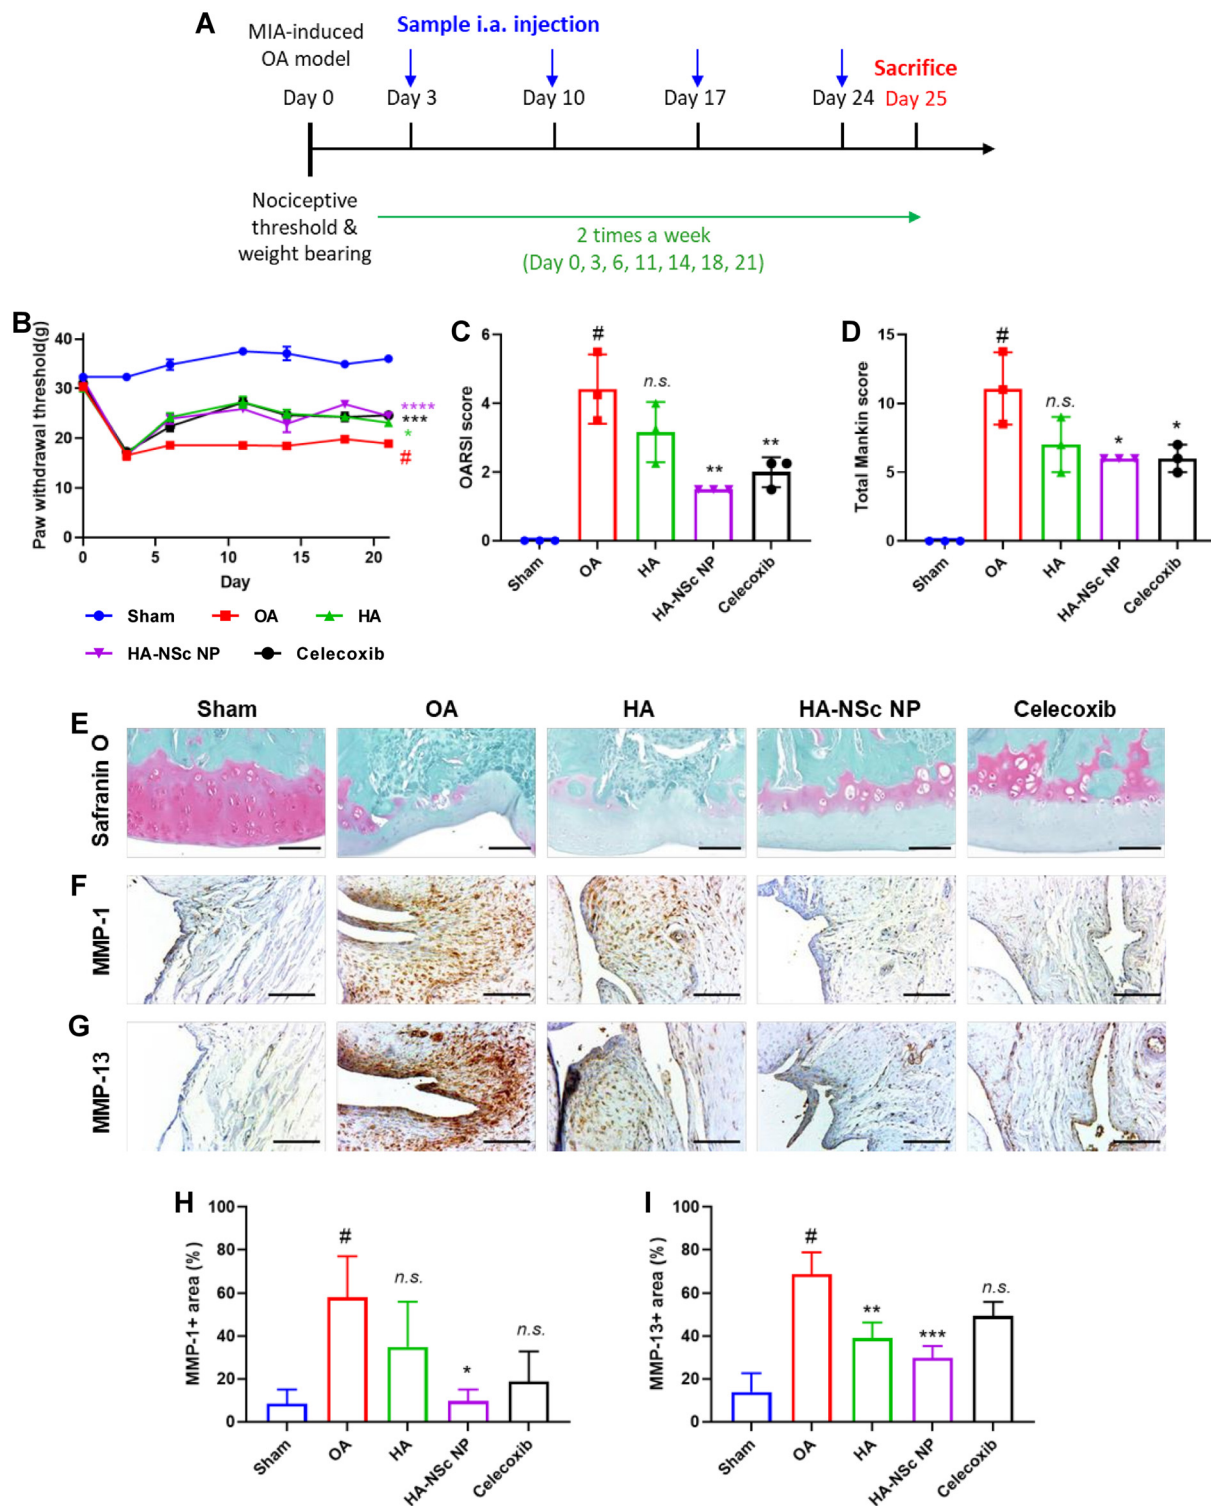 A
MIA-induced
OA model
Sample i.a. injection
Sacrifice
Day 0
Day 3
Day 10
Day 17
Day 24
Day 25
Nociceptive
threshold &
weight bearing
2 times a week
(Day 0, 3, 6, 11, 14, 18, 21)
B
Paw withdrawal threshold(g)
40
30
20
10
0
0
5
10
15
20
Day
****
***
*
#
Sham
OA
HA
HA-NSc NP
Celecoxib
C
OARSI score
6
4
2
0
#
n.s.
**
**
Sham
OA
HA
HA-NSc NP
Celecoxib
D
Total Mankin score
15
10
5
0
#
n.s.
*
*
Sham
OA
HA
HA-NSc NP
Celecoxib
Sham
OA
HA
HA-NSc NP
Celecoxib
E
Safranin O
F
MMP-1
G
MMP-13
H
MMP-1+ area (%)
100
80
60
40
20
0
#
n.s.
*
n.s.
Sham
OA
HA
HA-NSc NP
Celecoxib
I
MMP-13+ area (%)
100
80
60
40
20
0
#
**
***
n.s.
Sham
OA
HA
HA-NSc NP
Celecoxib